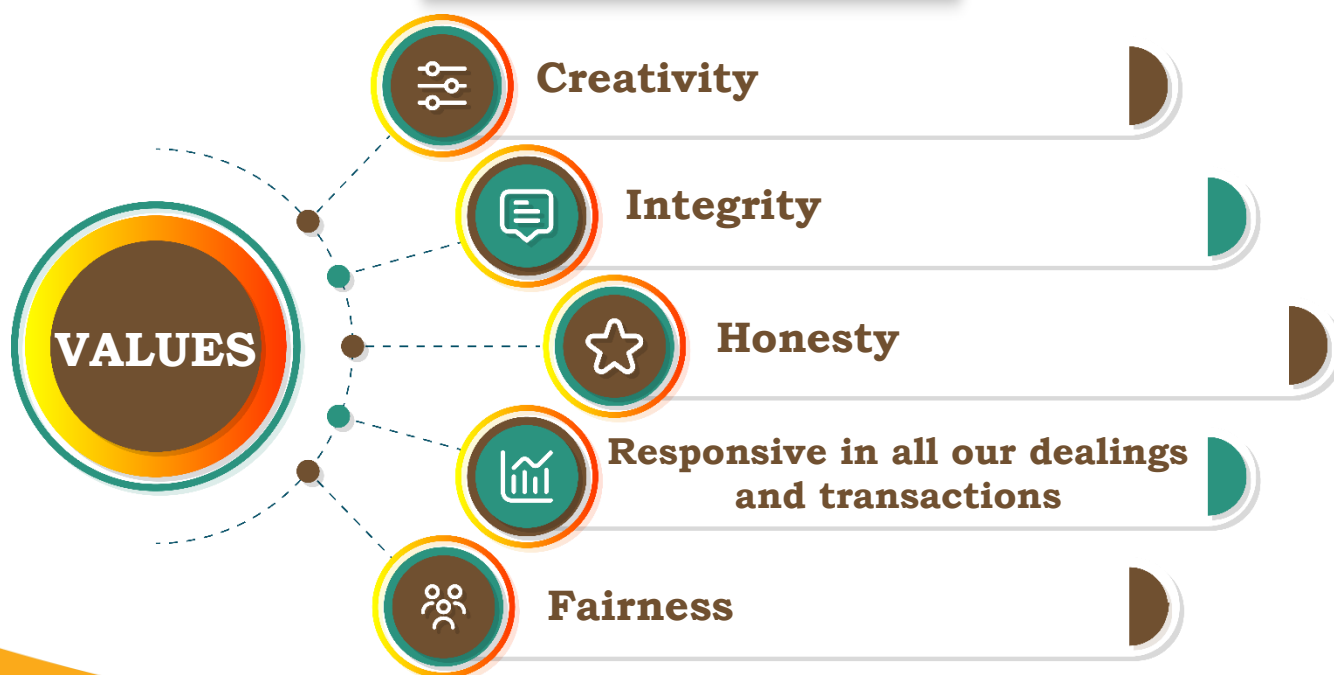 Creativity
Integrity
Honesty
VALUES
Responsive in all our dealings
and transactions
Fairness